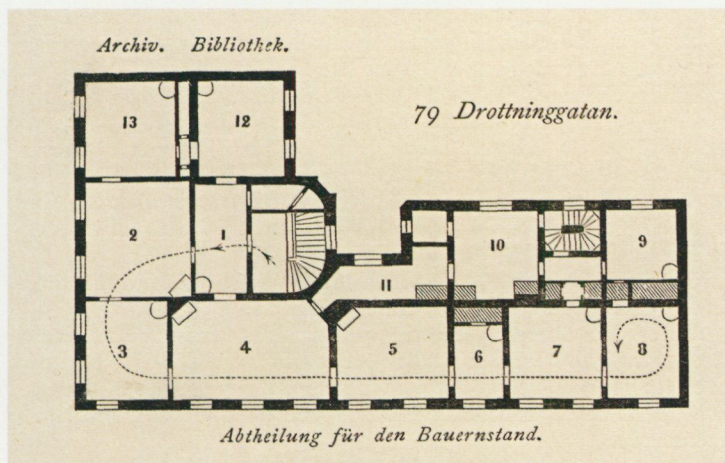 Archiv. Bibliothek.
79 Drottninggatan.
13 12
2 1 10 9
11
3 4 5 6 7 8
Abtheilung für den Bauernstand.